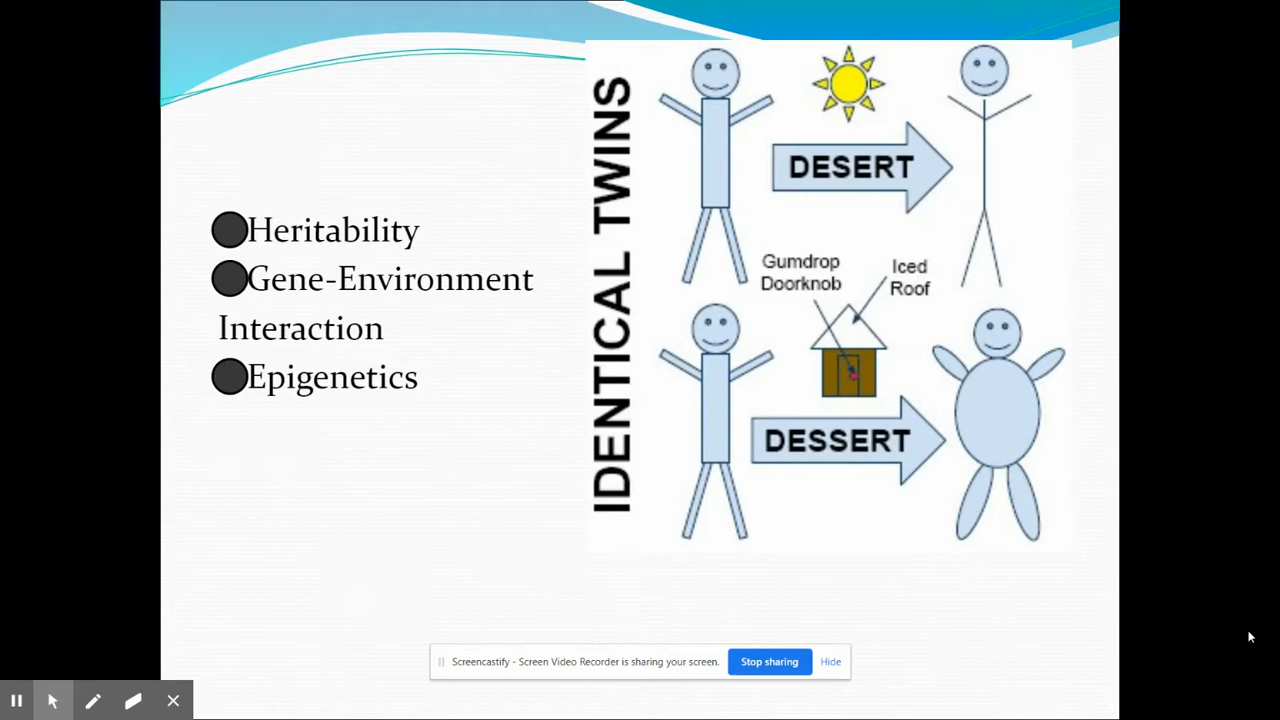 Heritability
Gene-Environment
Interaction
Epigenetics
IDENTICAL TWINS
DESERT
Gumdrop
Doorknob
Iced
Roof
DESSERT
Screencastify - Screen Video Recorder is sharing your screen.
Stop sharing
Hide